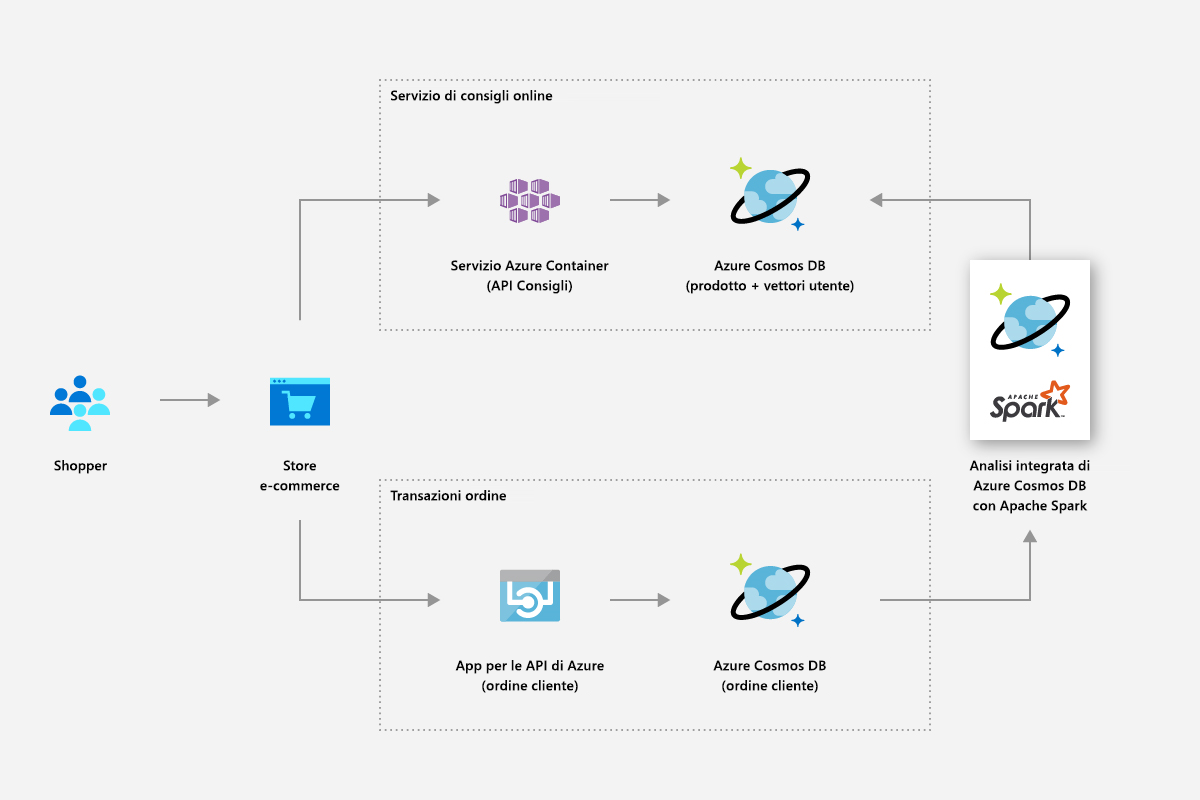 Servizio di consigli online
Servizio Azure Container
(API Consigli)
Azure Cosmos DB
(prodotto + vettori utente)
Shopper
Store
e-commerce
APACHE
Spark™
Analisi integrata di
Azure Cosmos DB
con Apache Spark
Transazioni ordine
App per le API di Azure
(ordine cliente)
Azure Cosmos DB
(ordine cliente)